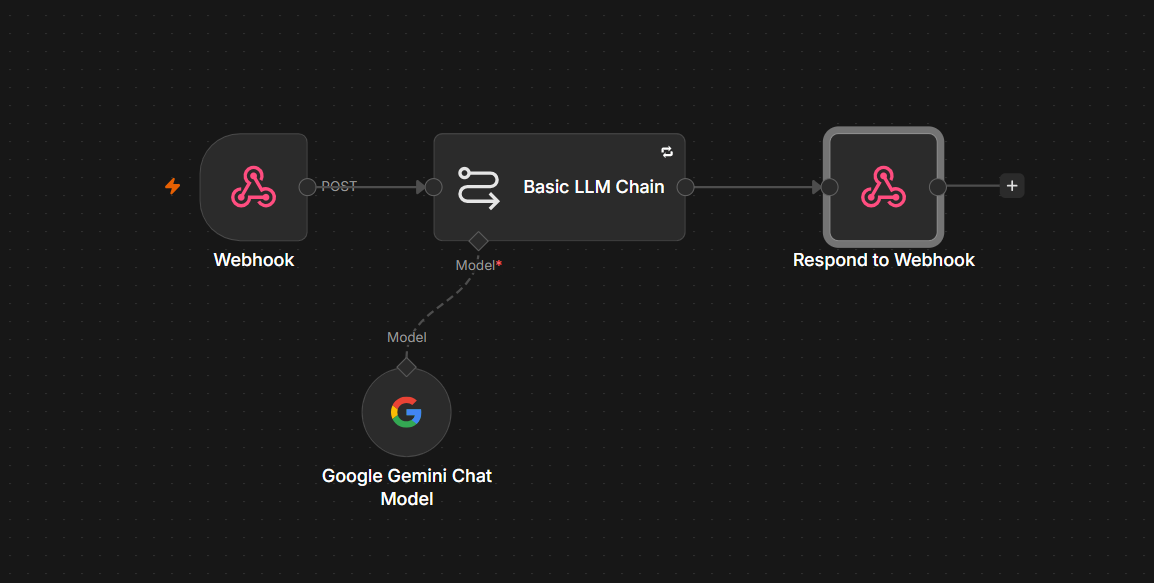 POST
Basic LLM Chain
Webhook
Model*
Respond to Webhook
Model
Google Gemini Chat
Model